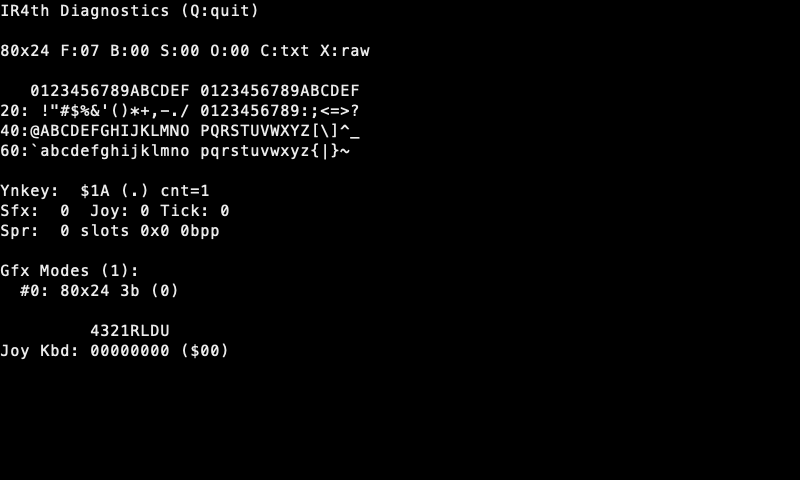 IR4th Diagnostics (Q:quit)
80x24 F:07 B:00 S:00 O:00 C:txt X:raw
0123456789ABCDEF 0123456789ABCDEF
20: !"#$%&'()*+,-./ 0123456789:;<=>?
40:@ABCDEFGHIJKLMNO PQRSTUVWXYZ[\]^_
60:`abcdefghijklmno pqrstuvwxyz{|}~
Ynkey:  $1A (.) cnt=1
Sfx:  0  Joy: 0 Tick: 0
Spr:  0 slots 0x0 0bpp
Gfx Modes (1):
#0: 80x24 3b (0)
4321RLDU
Joy Kbd: 00000000 ($00)